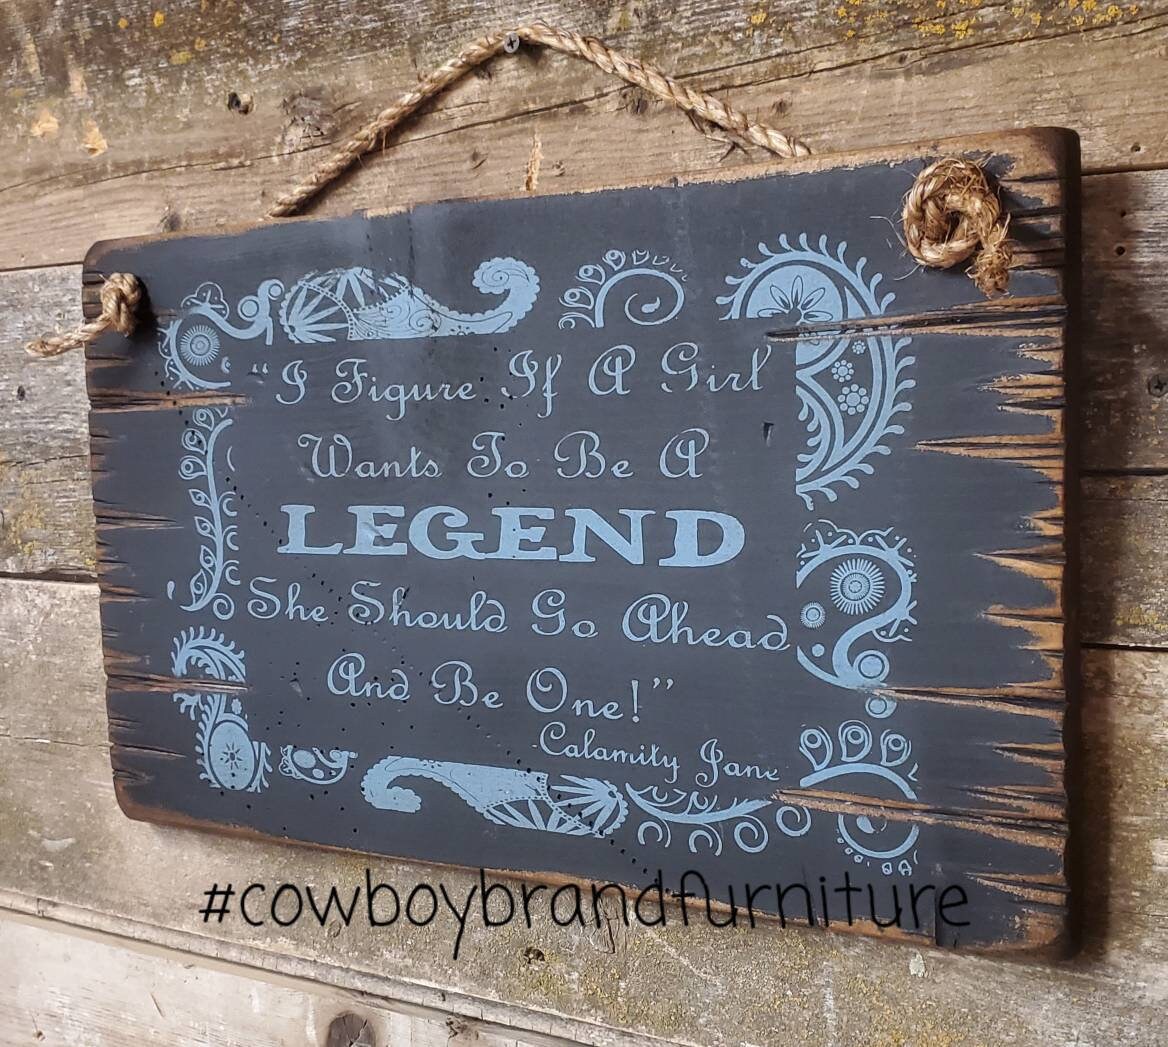 “I Figure If A Girl
Wants To Be A
LEGEND
She Should Go Ahead
And Be One!”
Calamity Jane
#cowboybrandfurniture